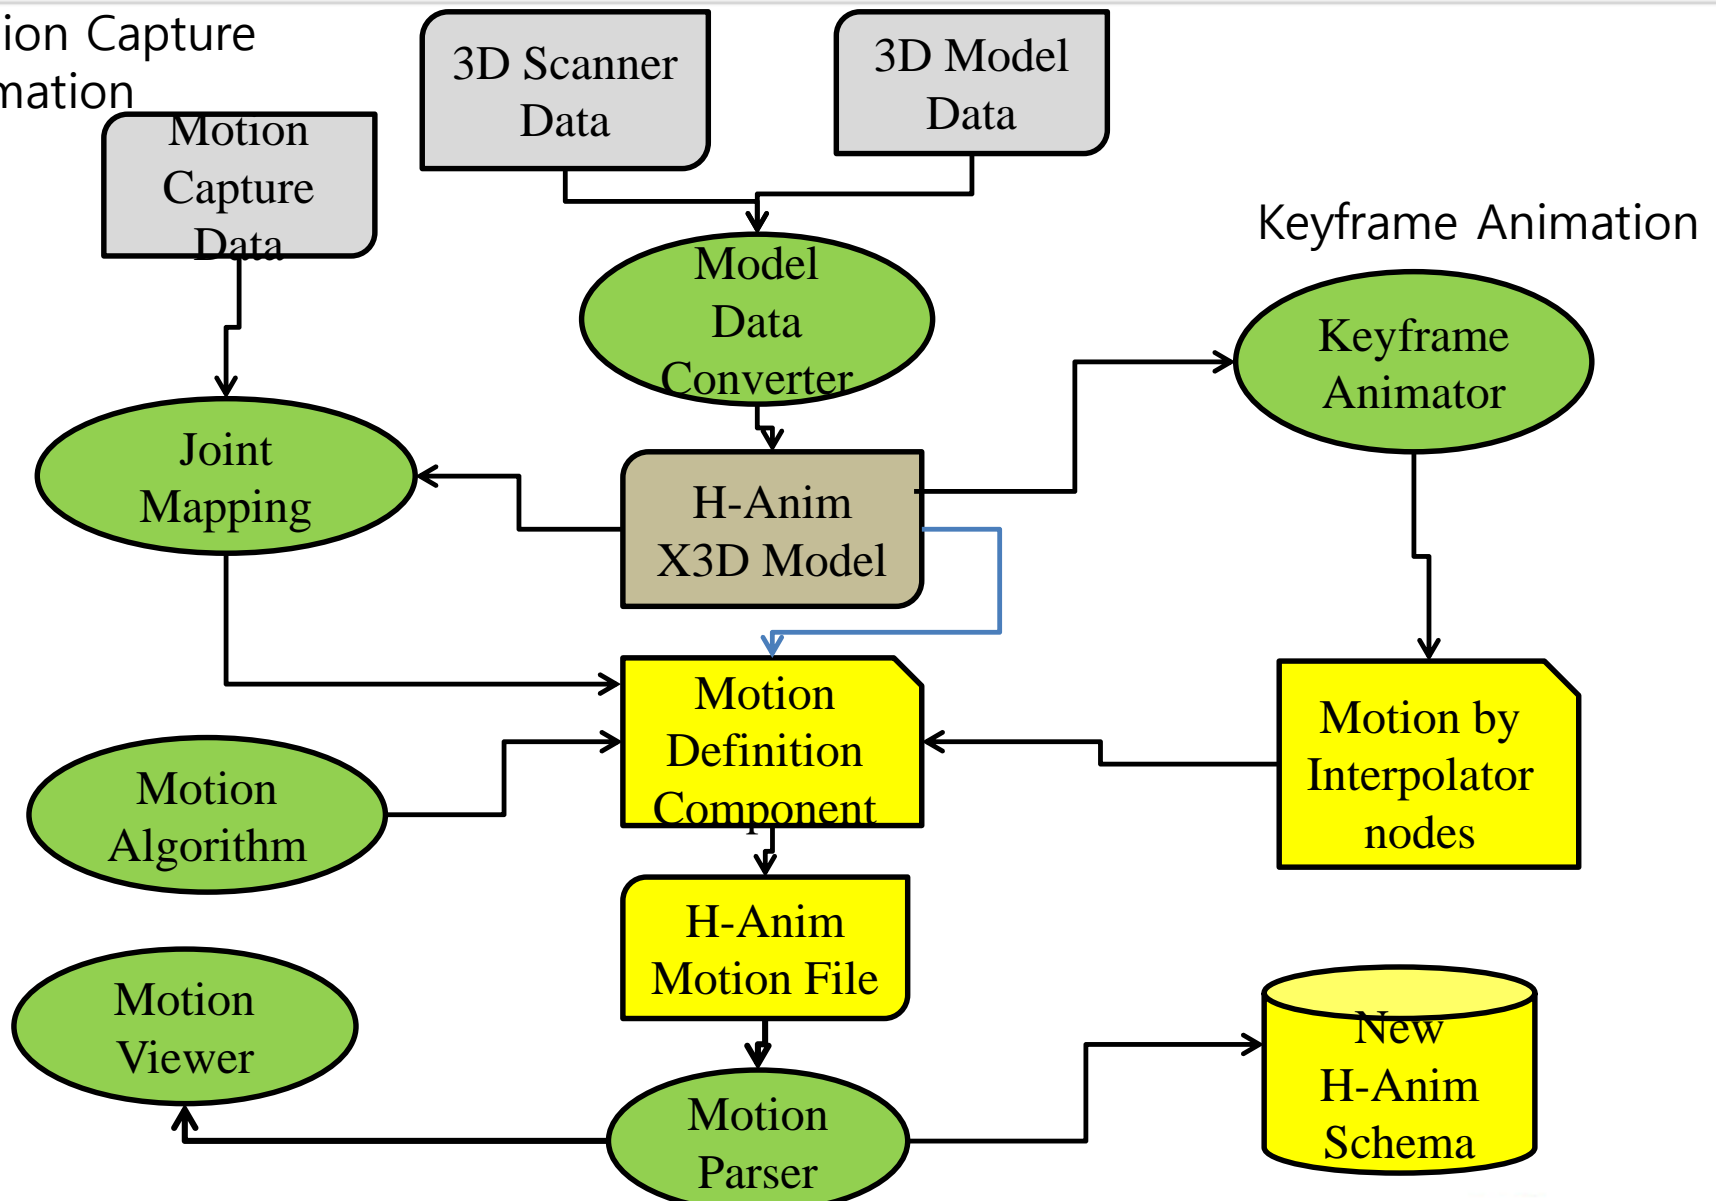 ion Capture
mation
3D Scanner
Data
3D Model
Data
Motion
Capture
Data
Keyframe Animation
Model
Data
Converter
Keyframe
Animator
Joint
Mapping
H-Anim
X3D Model
Motion
Definition
Component
Motion by
Interpolator
nodes
Motion
Algorithm
H-Anim
Motion File
Motion
Viewer
New
H-Anim
Schema
Motion
Parser